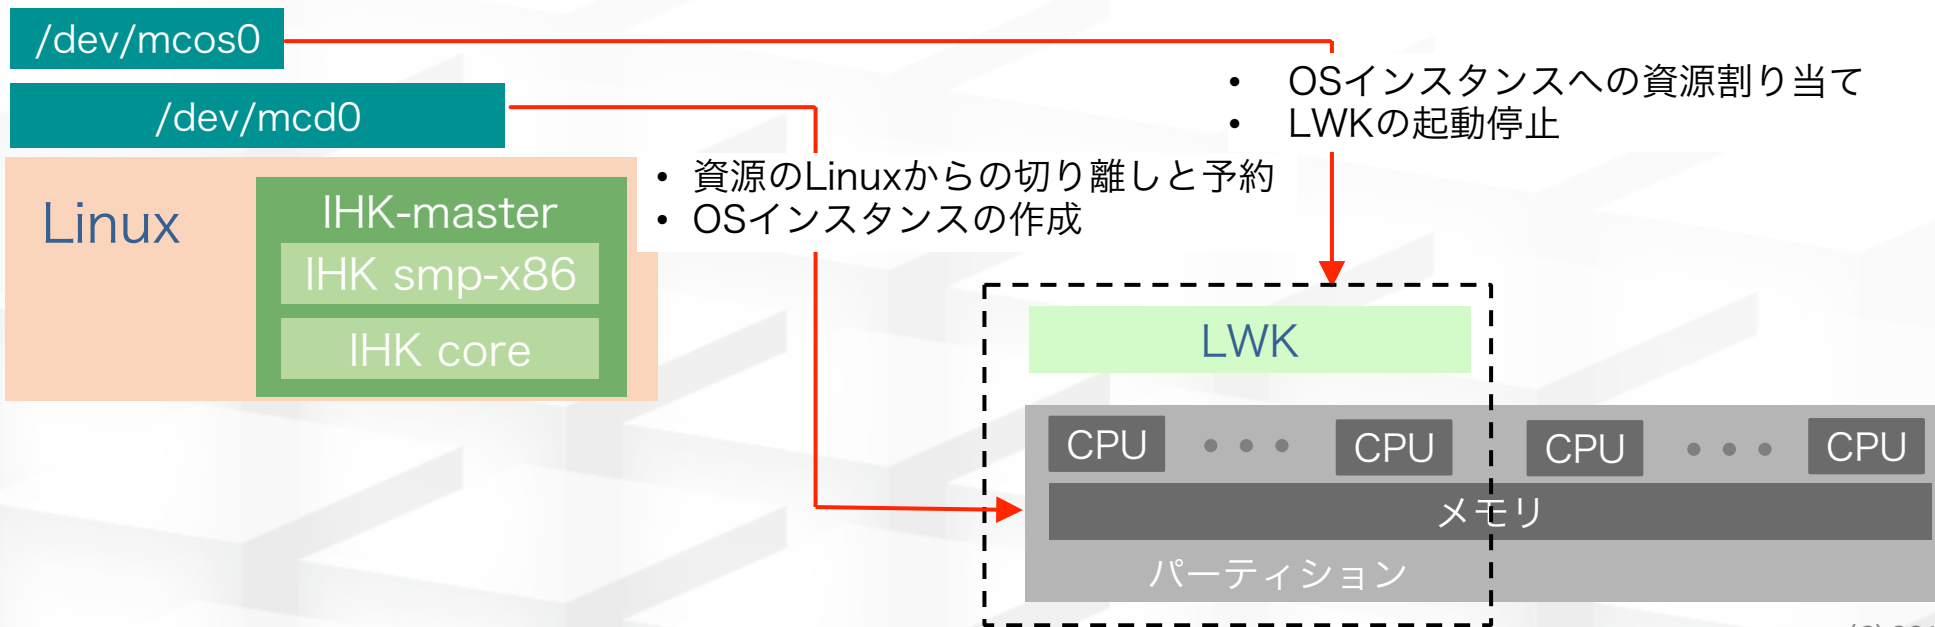 /dev/mcos0
/dev/mcd0
Linux
IHK-master
IHK smp-x86
IHK core
• 資源のLinuxからの切り離しと予約
• OSインスタンスの作成
• OSインスタンスへの資源割り当て
• LWKの起動停止
LWK
CPU ・・・ CPU CPU ・・・ CPU
メモリ
パーティション